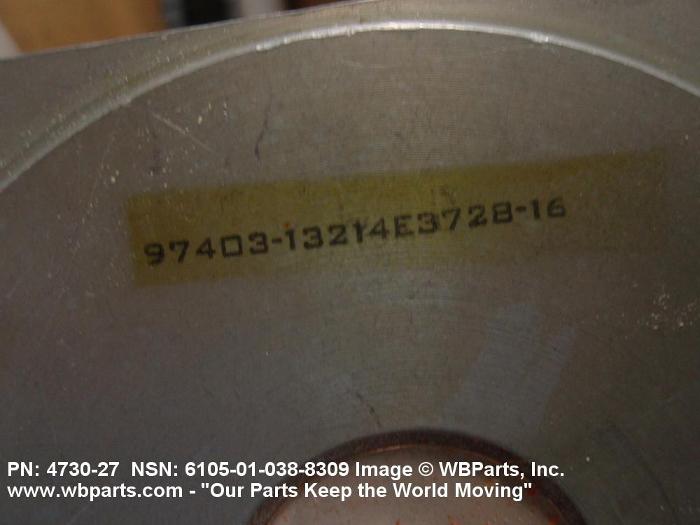 97403-13214E3728-16
PN: 4730-27 NSN: 6105-01-038-8309 Image © WBParts, Inc.
www.wbparts.com - "Our Parts Keep the World Moving"